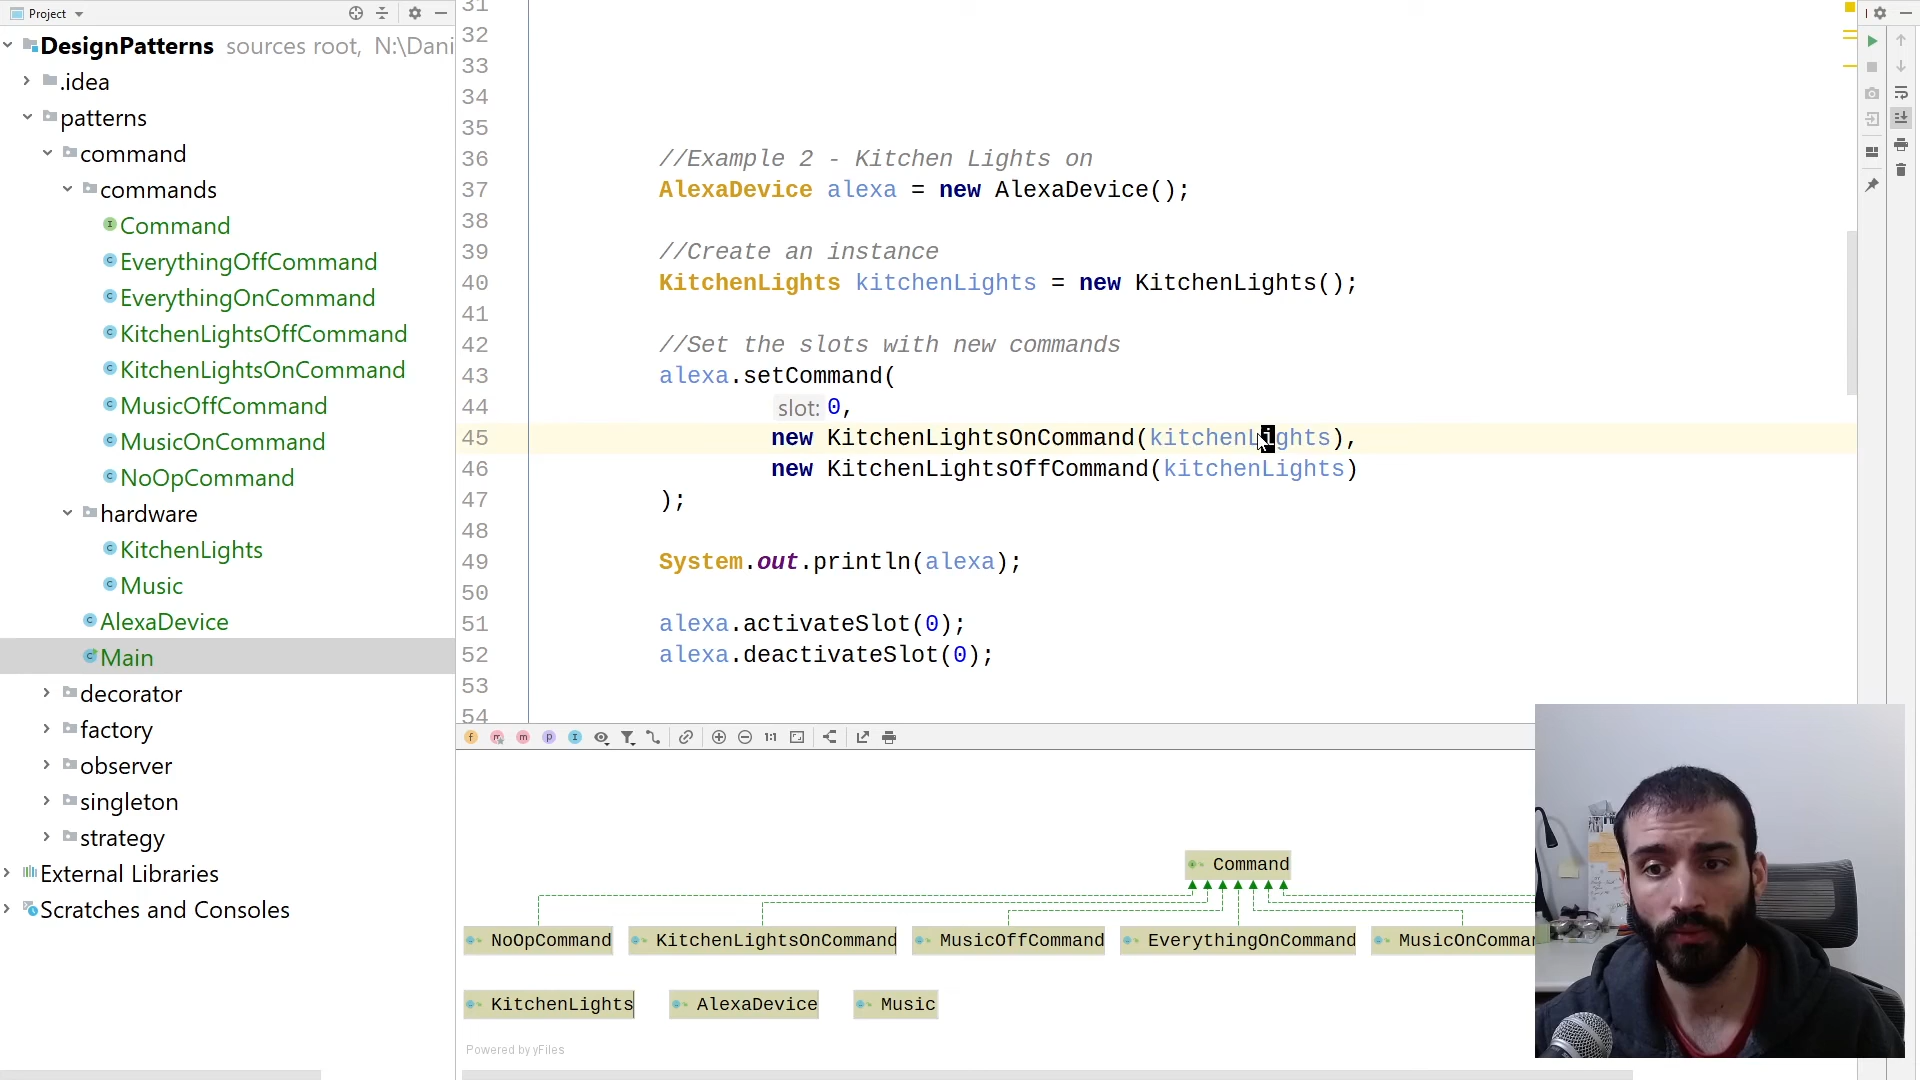 Project
DesignPatterns sources root, N:\Dani
.idea
patterns
command
commands
Command
EverythingOffCommand
EverythingOnCommand
KitchenLightsOffCommand
KitchenLightsOnCommand
MusicOffCommand
MusicOnCommand
NoOpCommand
hardware
KitchenLights
Music
AlexaDevice
Main
decorator
factory
observer
singleton
strategy
External Libraries
Scratches and Consoles
31
32
33
34
35
36 //Example 2 - Kitchen Lights on
37 AlexaDevice alexa = new AlexaDevice();
38
39 //Create an instance
40 KitchenLights kitchenLights = new KitchenLights();
41
42 //Set the slots with new commands
43 alexa.setCommand(
44 slot: 0,
45 new KitchenLightsOnCommand(kitchenLights),
46 new KitchenLightsOffCommand(kitchenLights)
47 );
48
49 System.out.println(alexa);
50
51 alexa.activateSlot(0);
52 alexa.deactivateSlot(0);
53
54
f m m p I 1:1
Command
NoOpCommand KitchenLightsOnCommand MusicOffCommand EverythingOnCommand MusicOnComman
KitchenLights AlexaDevice Music
Powered by yFiles